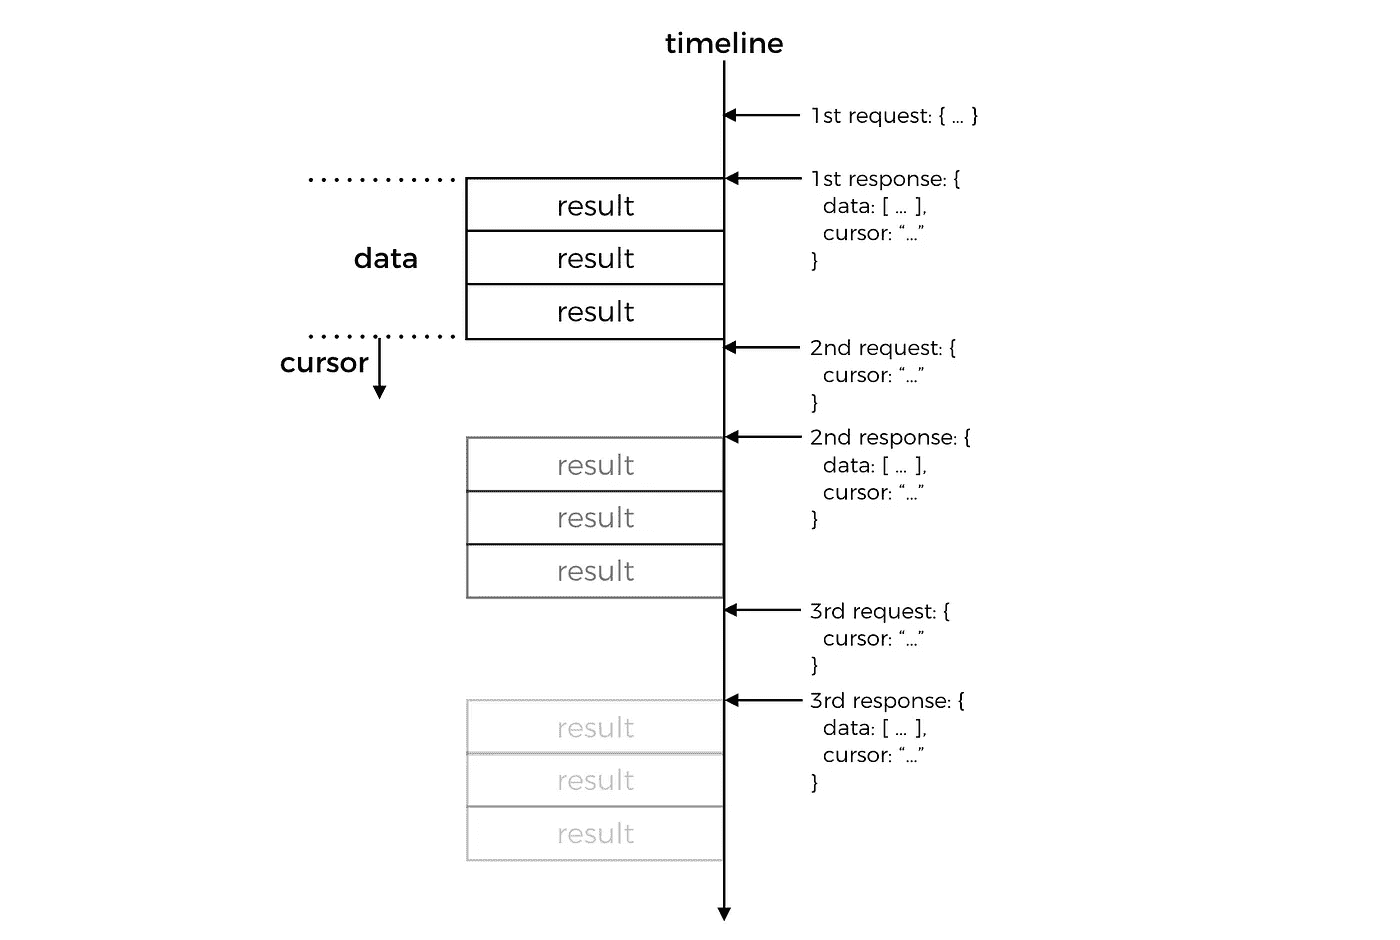 timeline
1st request: { ... }
1st response: {
data: [ ... ],
cursor: “...”
}
result
result
result
data
cursor
2nd request: {
cursor: “...”
}
2nd response: {
data: [ ... ],
cursor: “...”
}
result
result
result
3rd request: {
cursor: “...”
}
3rd response: {
data: [ ... ],
cursor: “...”
}
result
result
result